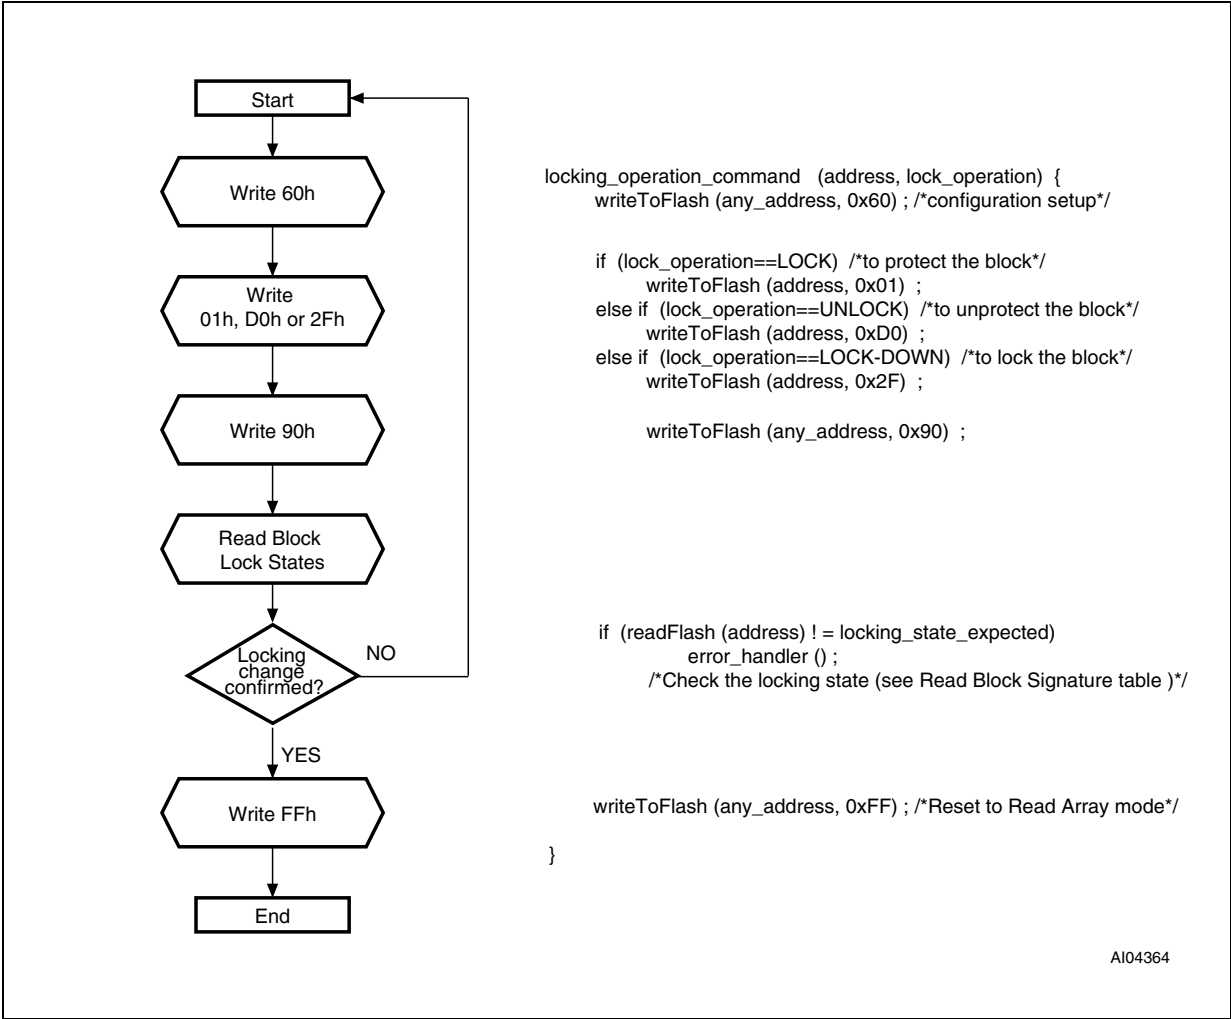 Start
Write 60h
Write
01h, D0h or 2Fh
Write 90h
Read Block
Lock States
Locking
change
confirmed?
NO
YES
Write FFh
End
locking_operation_command (address, lock_operation) {
writeToFlash (any_address, 0x60) ; /*configuration setup*/
if (lock_operation==LOCK) /*to protect the block*/
writeToFlash (address, 0x01) ;
else if (lock_operation==UNLOCK) /*to unprotect the block*/
writeToFlash (address, 0xD0) ;
else if (lock_operation==LOCK-DOWN) /*to lock the block*/
writeToFlash (address, 0x2F) ;
writeToFlash (any_address, 0x90) ;
if (readFlash (address) ! = locking_state_expected)
error_handler () ;
/*Check the locking state (see Read Block Signature table )*/
writeToFlash (any_address, 0xFF) ; /*Reset to Read Array mode*/
}
AI04364